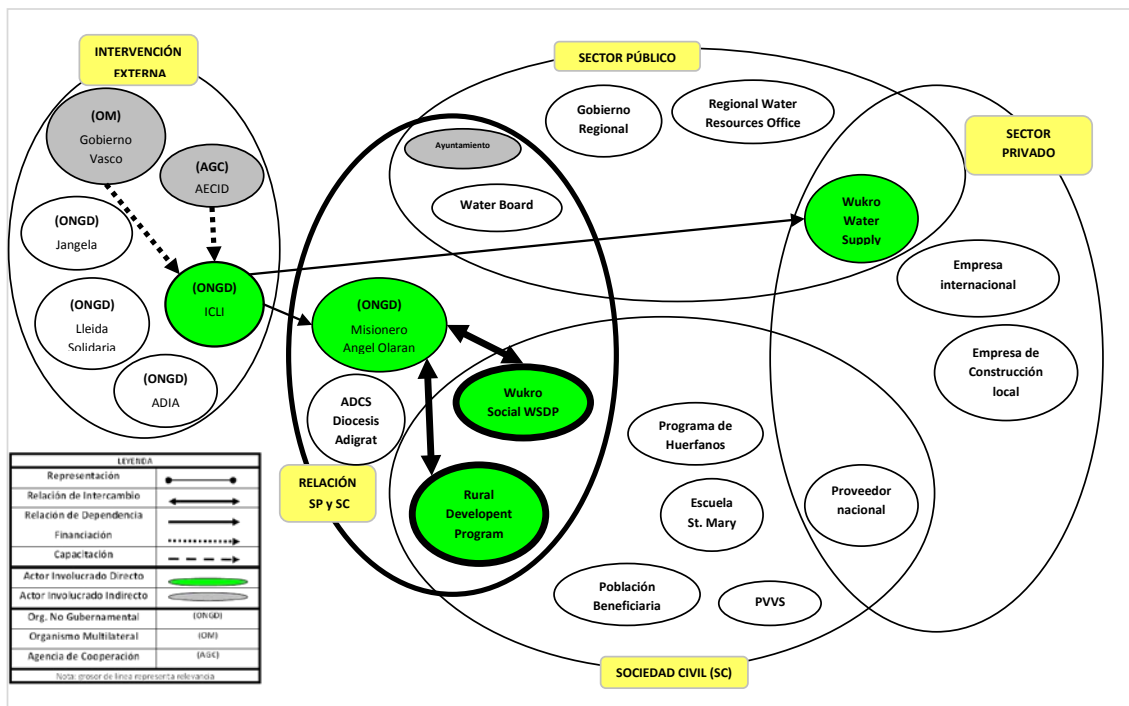 INTERVENCIÓN
EXTERNA
(OM)
Gobierno
Vasco
(AGC)
AECID
(ONGD)
Jangela
(ONGD)
ICLI
(ONGD)
Lleida
Solidaria
(ONGD)
ADIA
SECTOR PÚBLICO
Gobierno
Regional
Regional Water
Resources Office
Ayuntamiento
Water Board
SECTOR
PRIVADO
Wukro
Water
Supply
Empresa
internacional
Empresa de
Construcción
local
(ONGD)
Misionero
Angel Olaran
Wukro
Social WSDP
ADCS
Diocesis
Adigrat
RELACIÓN
SP y SC
Rural
Developent
Program
Programa de
Huerfanos
Escuela
St. Mary
Proveedor
nacional
Población
Beneficiaria
PVVS
SOCIEDAD CIVIL (SC)
LEYENDA
Representación
Relación de Intercambio
Relación de Dependencia
Financiación
Capacitación
Actor Involucrado Directo
Actor Involucrado Indirecto
Org. No Gubernamental (ONGD)
Organismo Multilateral (OM)
Agencia de Cooperación (AGC)
Nota: grosor de linea representa relevancia